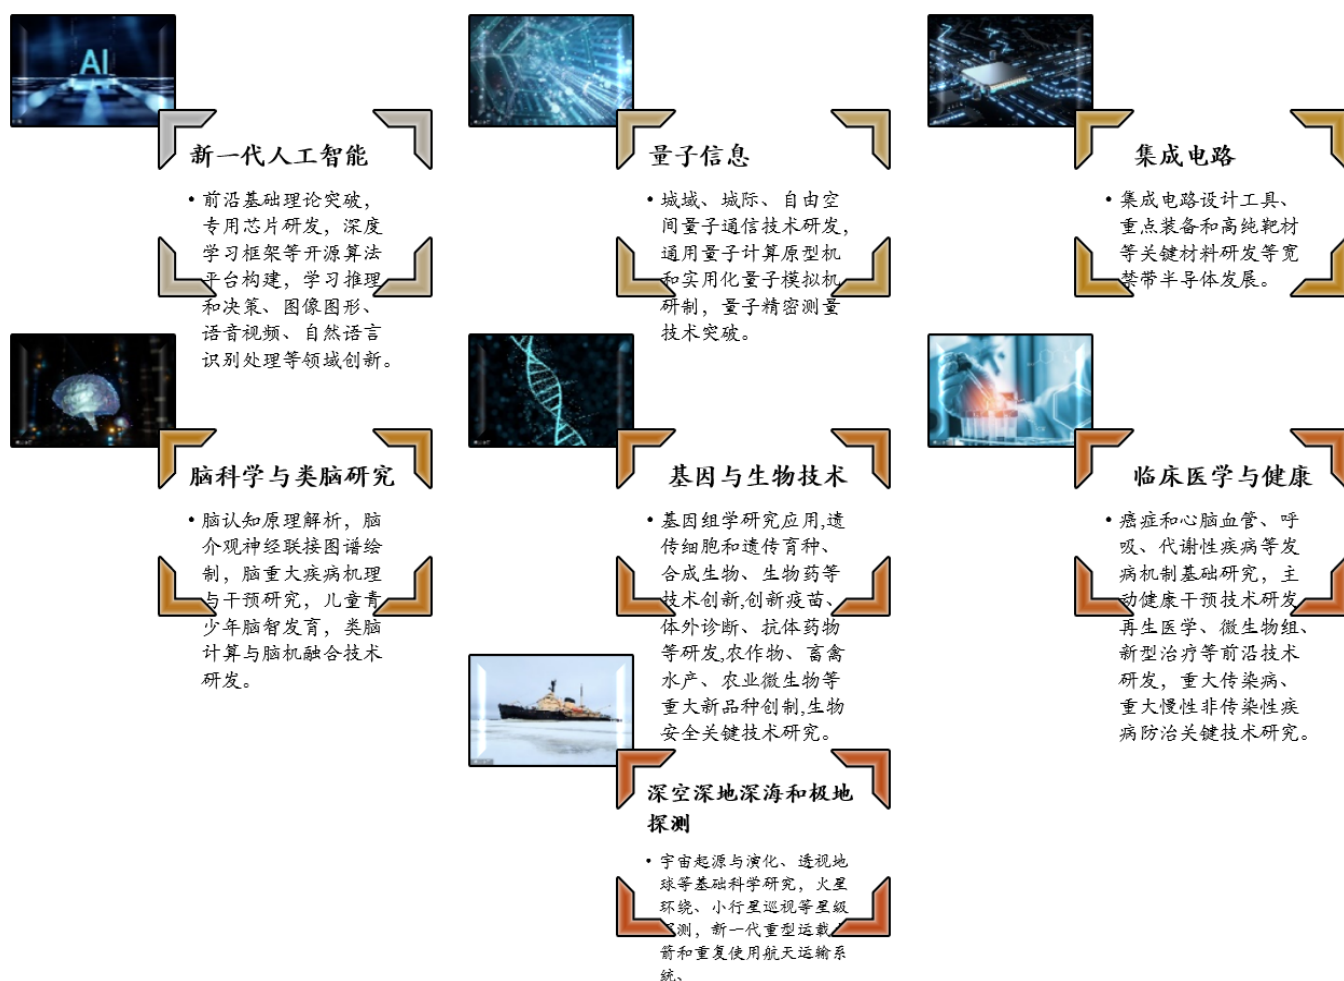 AI
新一代人工智能
• 前沿基础理论突破，
专用芯片研发，深度
学习框架等开源算法
平台构建，学习推理
和决策、图像图形、
语音视频、自然语言
识别处理等领域创新。
量子信息
• 城域、城际、自由空
间量子通信技术研发，
通用量子计算原型机
和实用化量子模拟机
研制，量子精密测量
技术突破。
集成电路
• 集成电路设计工具、
重点装备和高纯靶材
等关键材料研发等宽
禁带半导体发展。
脑科学与类脑研究
• 脑认知原理解析，脑
介观神经联接图谱绘
制，脑重大疾病机理
与干预研究，儿童青
少年脑智发育，类脑
计算与脑机融合技术
研发。
基因与生物技术
• 基因组学研究应用,遗
传细胞和遗传育种、
合成生物、生物药等
技术创新,创新疫苗、
体外诊断、抗体药物
等研发,农作物、畜禽
水产、农业微生物等
重大新品种创制,生物
安全关键技术研究。
临床医学与健康
• 癌症和心脑血管、呼
吸、代谢性疾病等发
病机制基础研究，主
动健康干预技术研发
再生医学、微生物组、
新型治疗等前沿技术
研发，重大传染病、
重大慢性非传染性疾
病防治关键技术研究。
深空深地深海和极地
探测
• 宇宙起源与演化、透视地
球等基础科学研究，火星
环绕、小行星巡视等星级
测，新一代重型运载
箭和重复使用航天运输系
统、